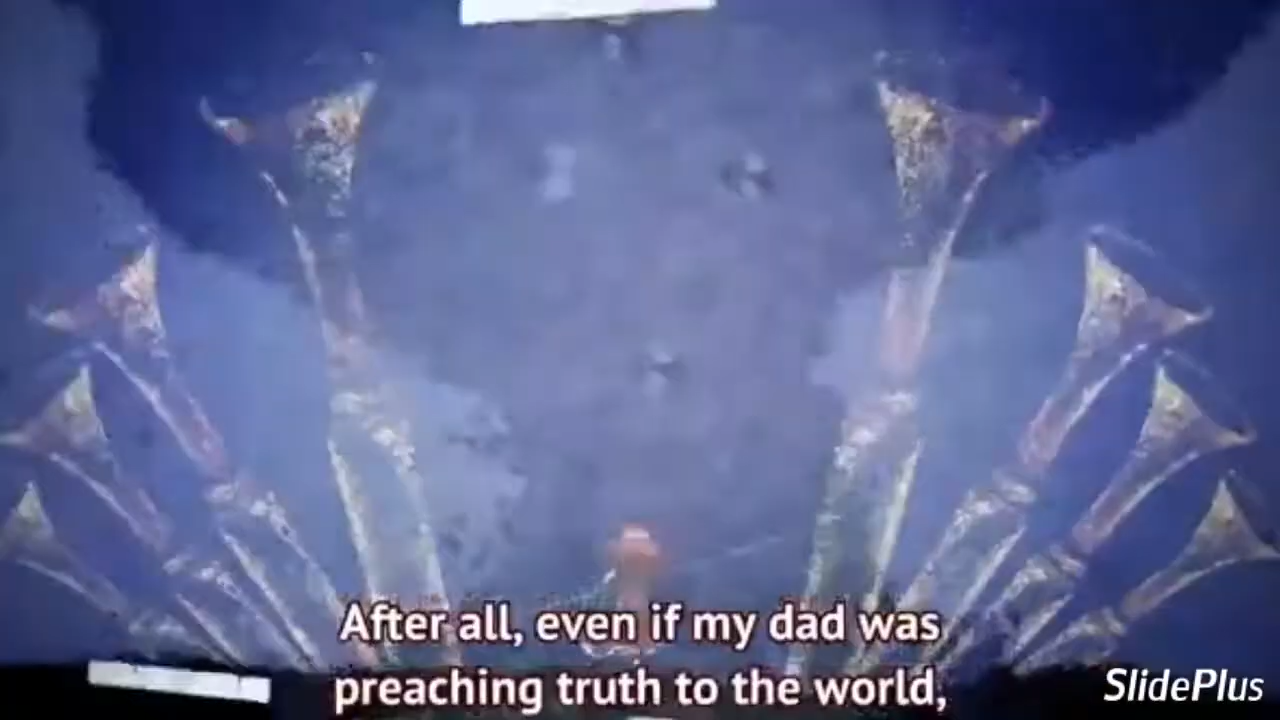 After all, even if my dad was
preaching truth to the world,
SlidePlus